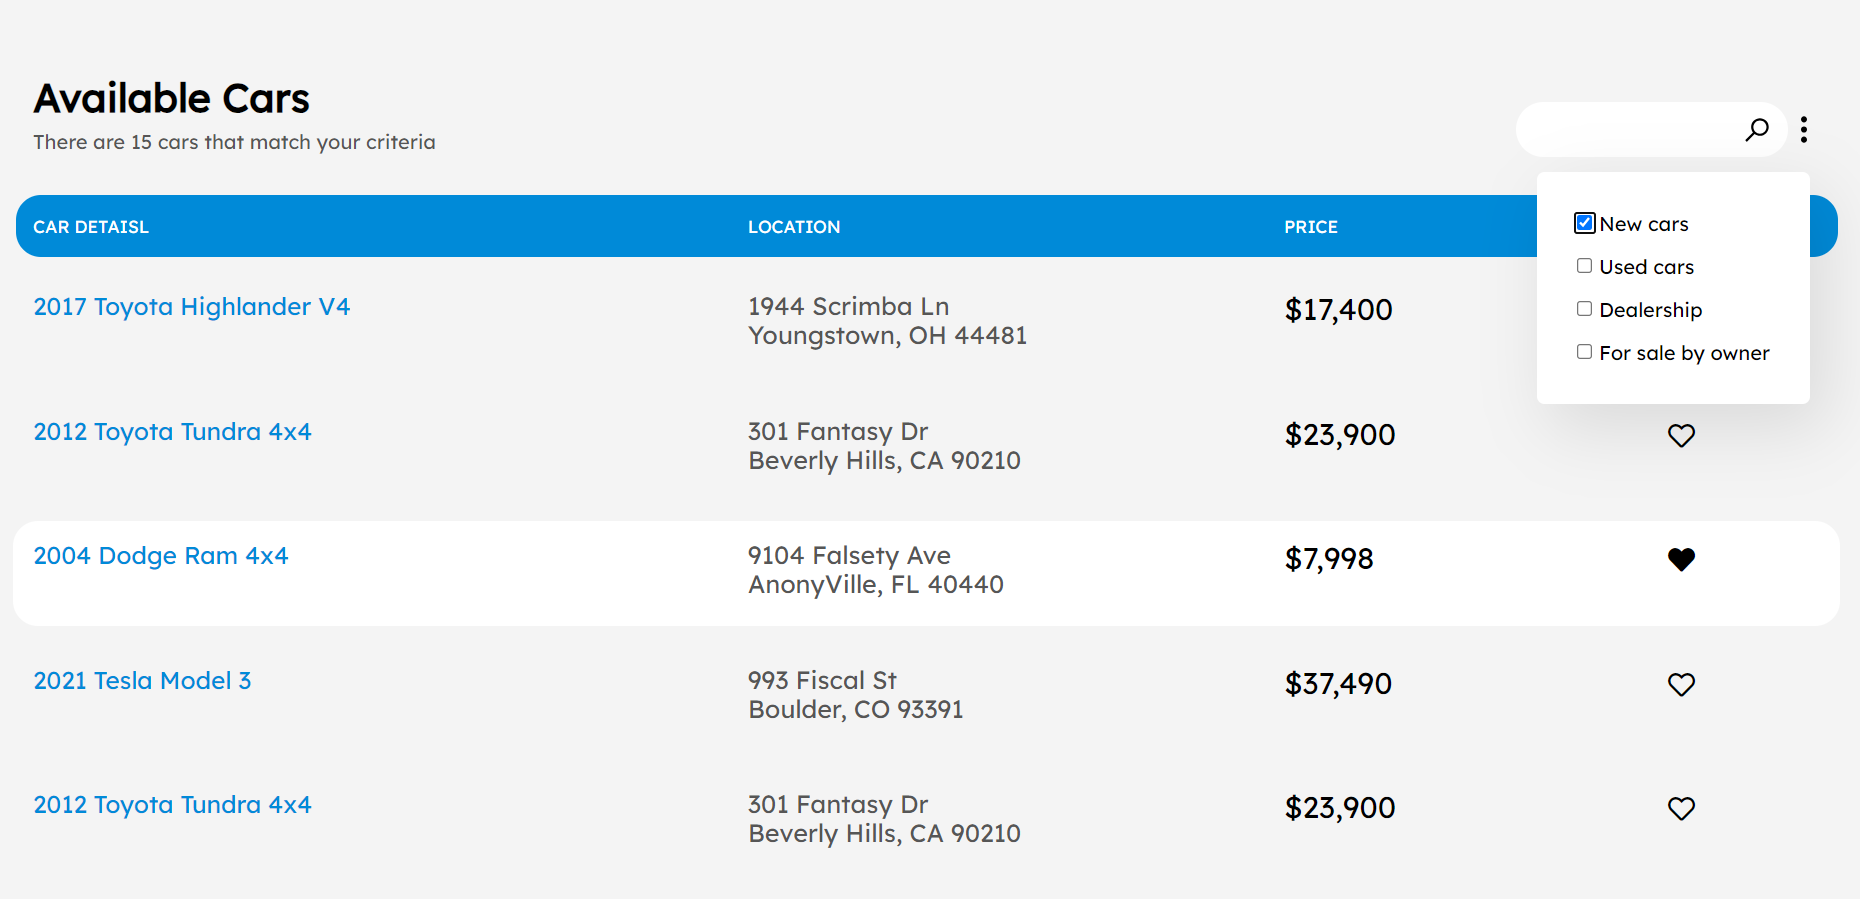 Available Cars
There are 15 cars that match your criteria
CAR DETAISL
LOCATION
PRICE
New cars
Used cars
Dealership
For sale by owner
2017 Toyota Highlander V4
1944 Scrimba Ln
Youngstown, OH 44481
$17,400
2012 Toyota Tundra 4x4
301 Fantasy Dr
Beverly Hills, CA 90210
$23,900
2004 Dodge Ram 4x4
9104 Falsety Ave
AnonyVille, FL 40440
$7,998
2021 Tesla Model 3
993 Fiscal St
Boulder, CO 93391
$37,490
2012 Toyota Tundra 4x4
301 Fantasy Dr
Beverly Hills, CA 90210
$23,900